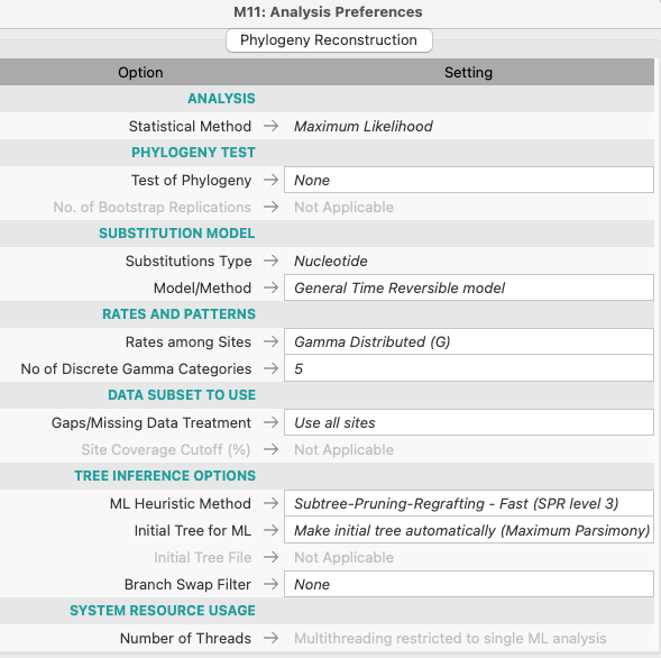 M11: Analysis Preferences
Phylogeny Reconstruction
Option Setting
ANALYSIS
Statistical Method → Maximum Likelihood
PHYLOGENY TEST
Test of Phylogeny → None
No. of Bootstrap Replications → Not Applicable
SUBSTITUTION MODEL
Substitutions Type → Nucleotide
Model/Method → General Time Reversible model
RATES AND PATTERNS
Rates among Sites → Gamma Distributed (G)
No of Discrete Gamma Categories → 5
DATA SUBSET TO USE
Gaps/Missing Data Treatment → Use all sites
Site Coverage Cutoff (%) → Not Applicable
TREE INFERENCE OPTIONS
ML Heuristic Method → Subtree-Pruning-Regrafting - Fast (SPR level 3)
Initial Tree for ML → Make initial tree automatically (Maximum Parsimony)
Initial Tree File → Not Applicable
Branch Swap Filter → None
SYSTEM RESOURCE USAGE
Number of Threads → Multithreading restricted to single ML analysis